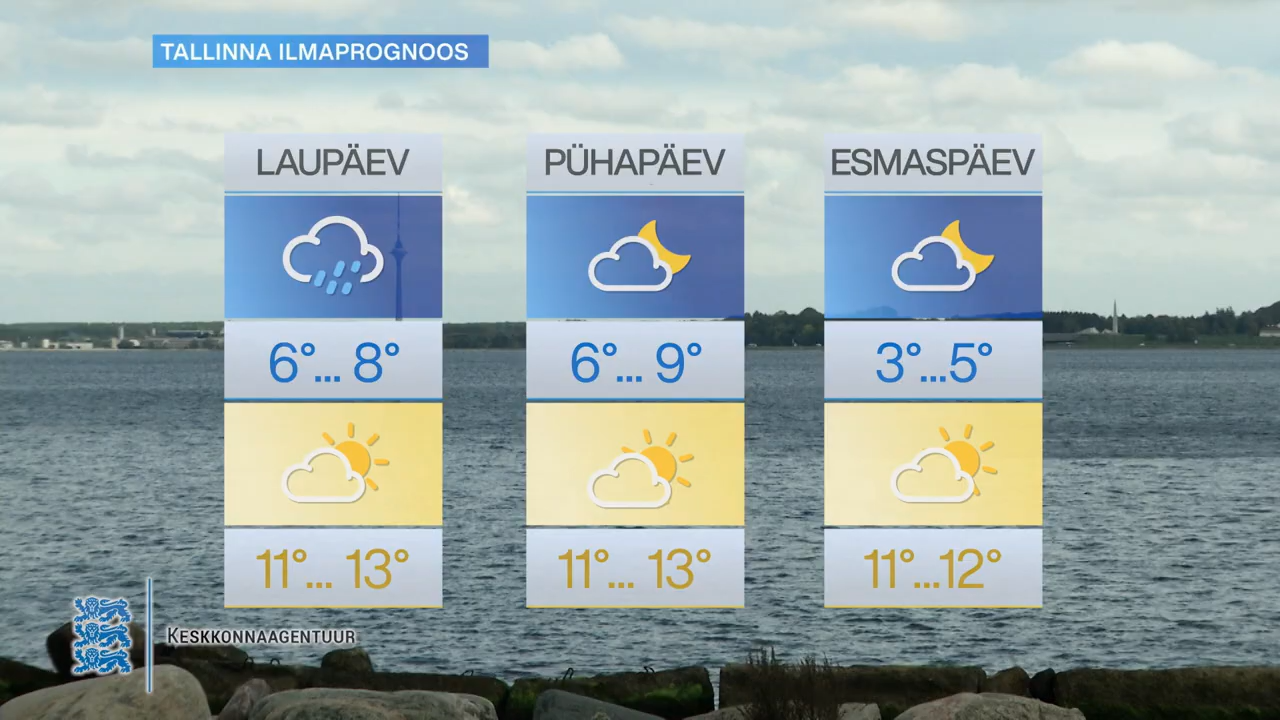 TALLINNA ILMAPROGNOOS
LAUPÄEV
PÜHAPÄEV
ESMASPÄEV
6°... 8°
6°... 9°
3°...5°
11°... 13°
11°... 13°
11°...12°
KESKKONNAAGENTUUR